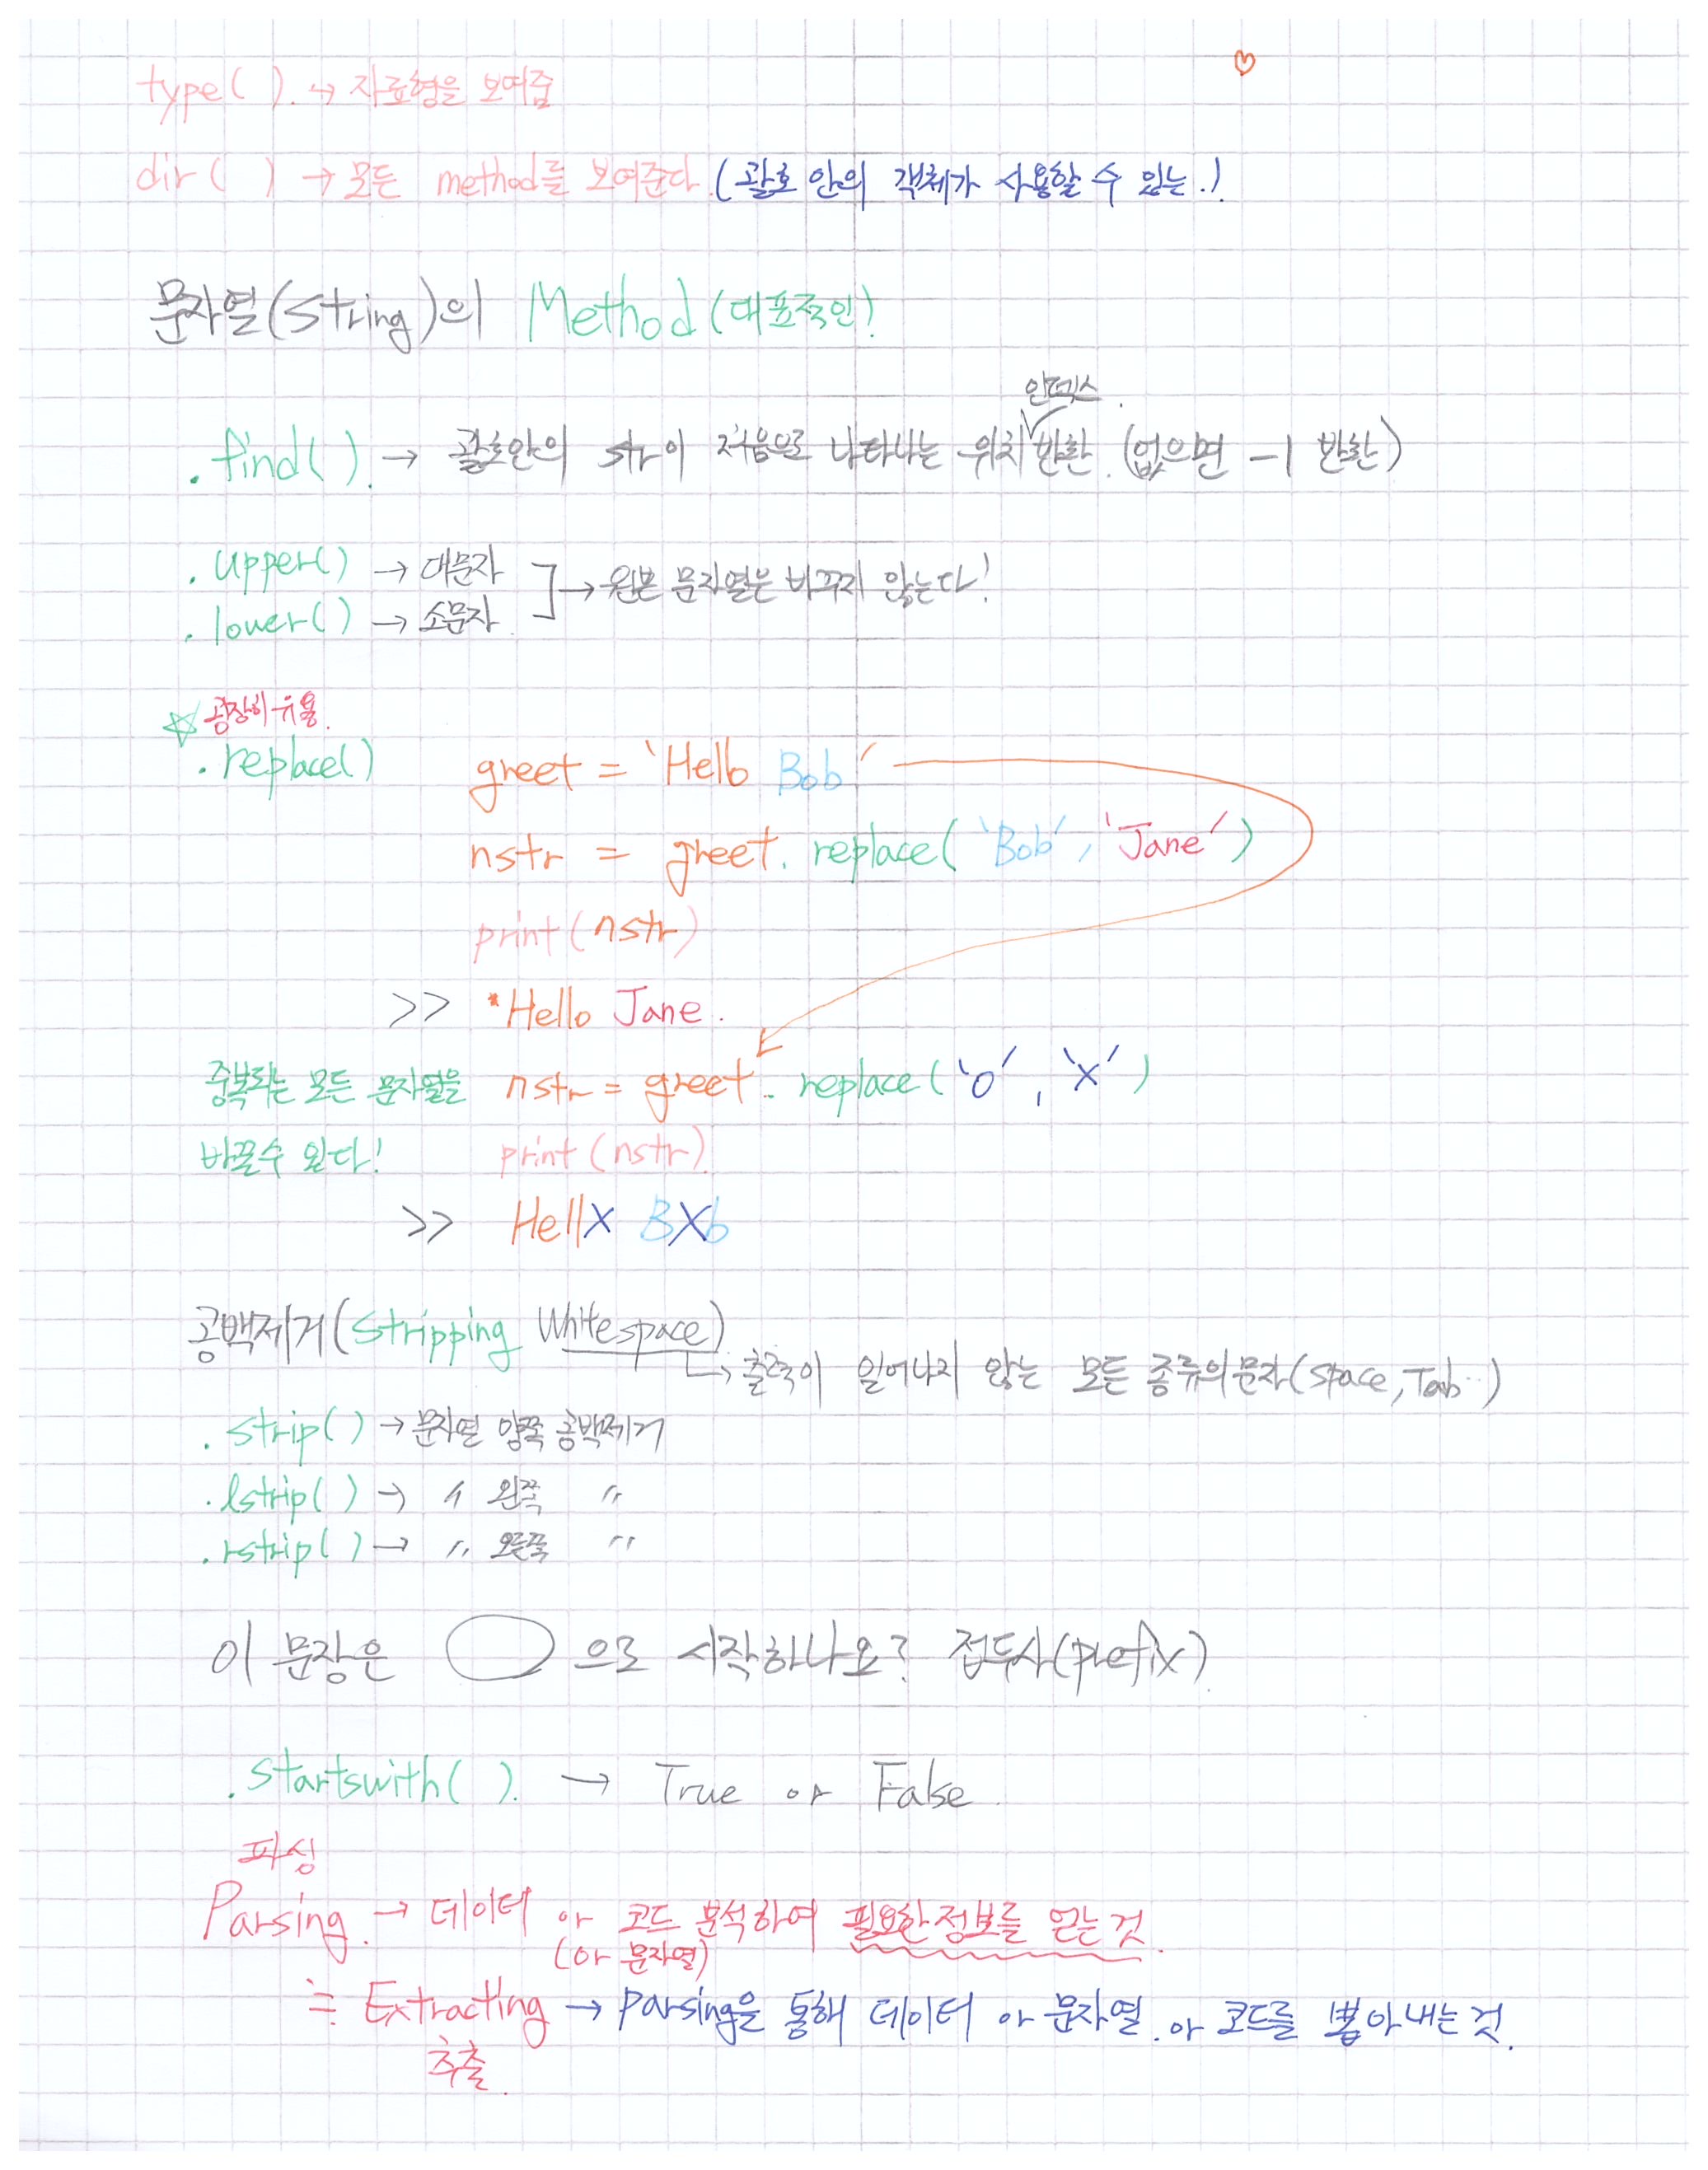 type( ). → 자료형을 보여줌
dir( ) → 모든 method를 보여준다. (괄호 안의 객체가 사용할 수 있는.)
문자열(string)의 Method(대표적인)
인덱스.
.find( ). → 괄호안의 str이 처음으로 나타나는 위치 반환. (없으면 -1 반환)
.upper() → 대문자
→ 원본 문자열은 바꾸지 않는다!
.lower() → 소문자
☆ 굉장히 유용.
.replace()
greet = 'Hello Bob'
nstr = greet. replace( 'Bob', 'Jane')
print(nstr)
>> Hello Jane.
중복되는 모든 문자열을 nstr = greet. replace('o', 'X')
바꿀수 있다! print(nstr)
>> HellX BXb
공백제거(stripping whitespace)
↳ 출력이 일어나지 않는 모든 종류의 문자(space, Tab..)
.strip() → 문자열 양쪽 공백제거
.lstrip( ) → 〃 왼쪽 〃
.rstrip( ) → 〃 오른쪽 〃
이 문장은 ◯ 으로 시작하나요? 접두사(prefix).
.startswith( ). → True or False.
파싱
Parsing. → 데이터 or 코드 분석하여 필요한 정보를 얻는 것.
(or 문자열)
≒ Extracting → parsing을 통해 데이터 or 문자열. or 코드를 뽑아내는 것.
추출.